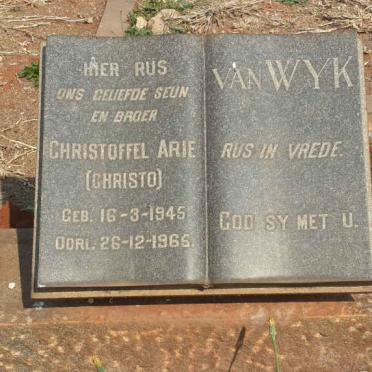 HIER RUS
ONS GELIEFDE SEUN
EN BROER
CHRISTOFFEL ARIE
(CHRISTO)
GEB. 16-3-1945
OORL. 26-12-1965.
VAN WYK
RUS IN VREDE.
GOD SY MET U.